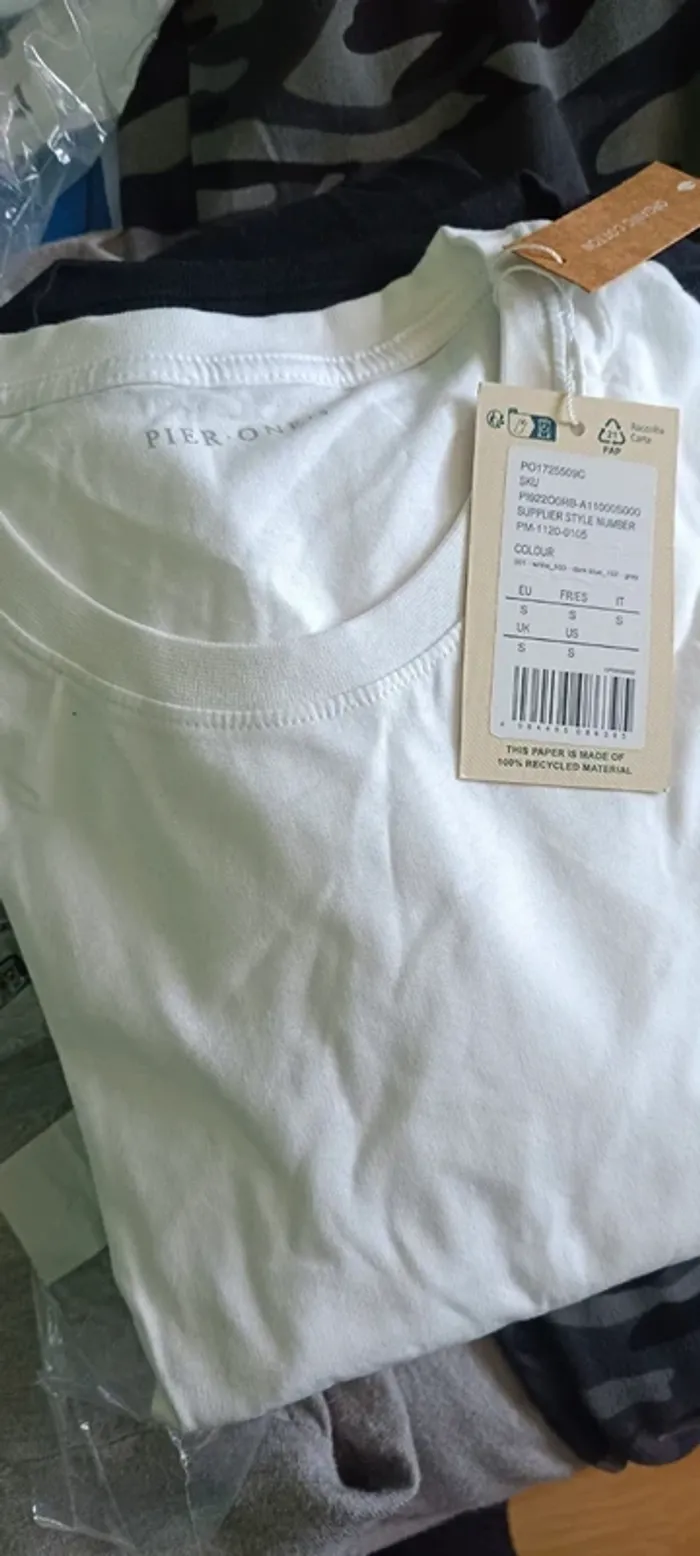 ORGANIC COTTON
PIER·ONE
21
PAP
Raccolta
Carta
PO1725509C
SKU
PI922O0RB-A110005000
SUPPLIER STYLE NUMBER
PM-1120-0105
COLOUR
EU FR/ES IT
S S S
UK US
S S
THIS PAPER IS MADE OF
100% RECYCLED MATERIAL